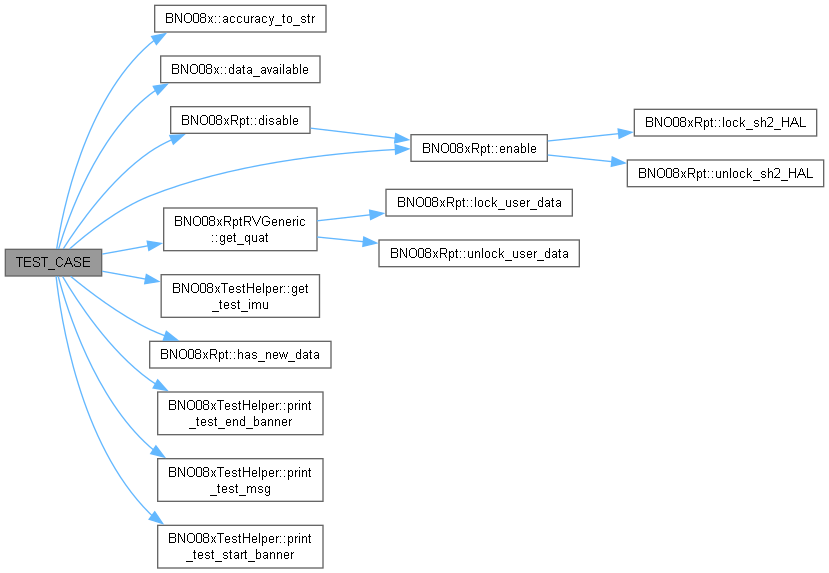 BNO08x::accuracy_to_str
BNO08x::data_available
BNO08xRpt::disable
BNO08xRpt::lock_sh2_HAL
BNO08xRpt::enable
BNO08xRpt::unlock_sh2_HAL
BNO08xRptRVGeneric
::get_quat
BNO08xRpt::lock_user_data
BNO08xRpt::unlock_user_data
TEST_CASE
BNO08xTestHelper::get
_test_imu
BNO08xRpt::has_new_data
BNO08xTestHelper::print
_test_end_banner
BNO08xTestHelper::print
_test_msg
BNO08xTestHelper::print
_test_start_banner